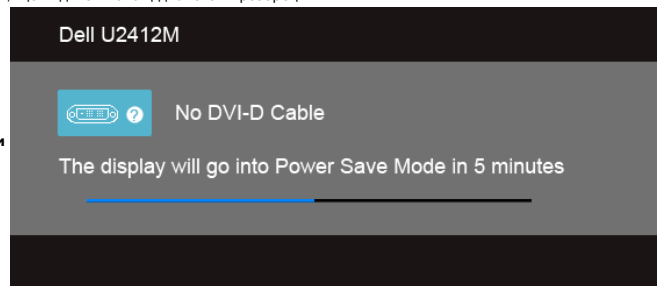 Dell U2412M
No DVI-D Cable
The display will go into Power Save Mode in 5 minutes